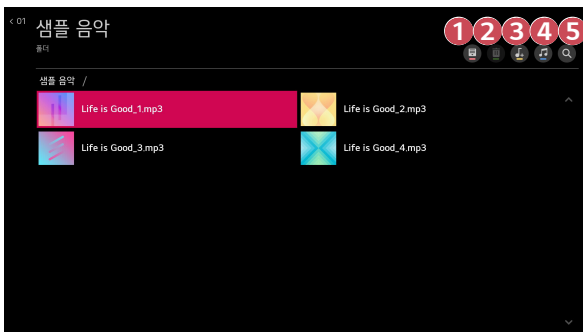 < 01
샘플 음악
폴더
1 2 3 4 5
샘플 음악 /
Life is Good_1.mp3
Life is Good_2.mp3
Life is Good_3.mp3
Life is Good_4.mp3